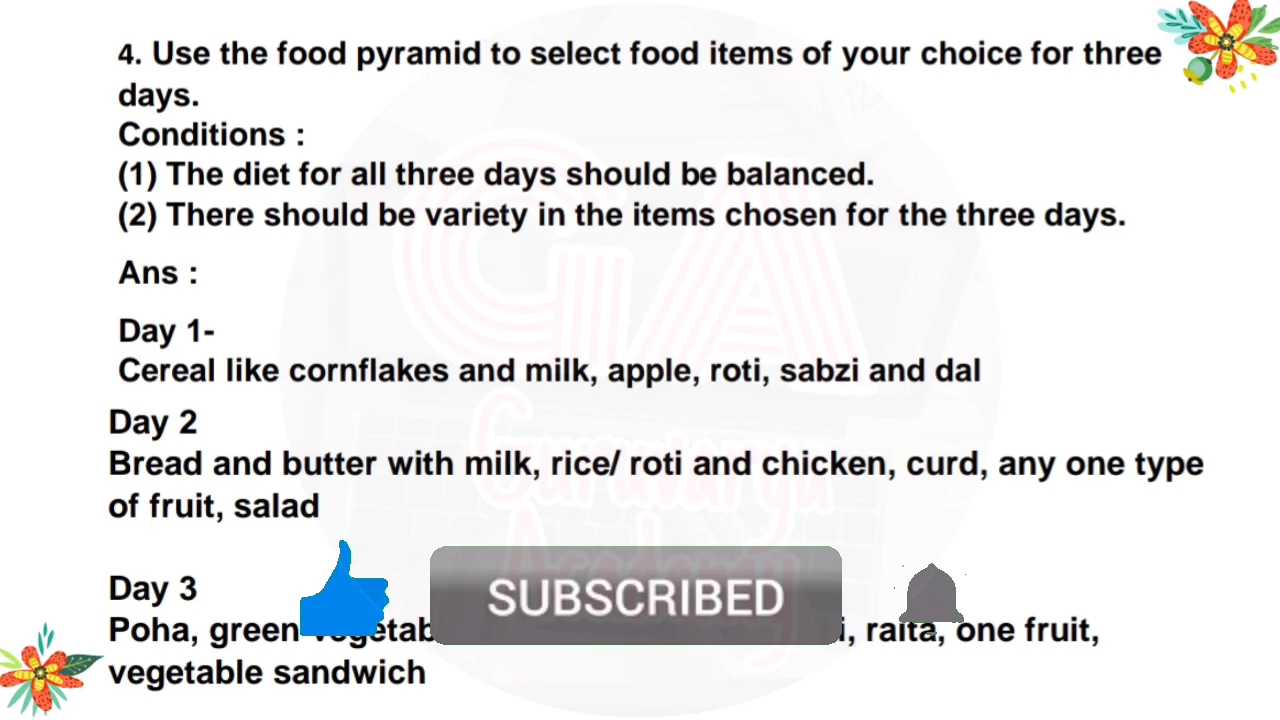 4. Use the food pyramid to select food items of your choice for three
days.
Conditions :
(1) The diet for all three days should be balanced.
(2) There should be variety in the items chosen for the three days.
Ans :
Day 1-
Cereal like cornflakes and milk, apple, roti, sabzi and dal
Day 2
Bread and butter with milk, rice/ roti and chicken, curd, any one type
of fruit, salad
Day 3
SUBSCRIBED
Poha, green raita, one fruit,
vegetable sandwich
GA
Guruvarya
Academy